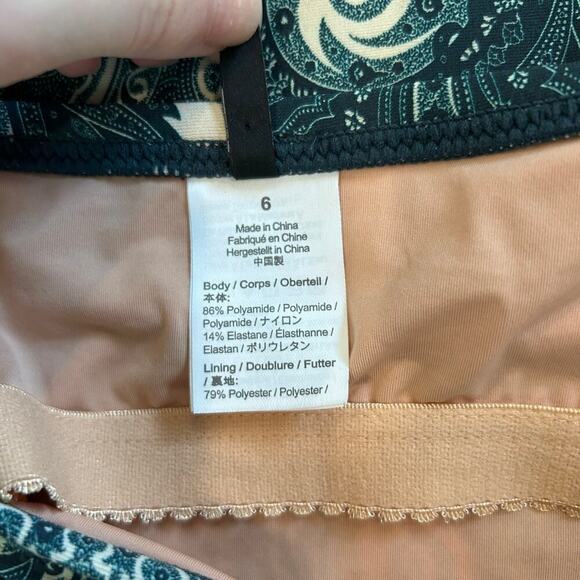 6
Made in China
Fabriqué en Chine
Hergestellt in China
中国製
Body / Corps / Oberteil /
本体:
86% Polyamide / Polyamide /
Polyamide / ナイロン
14% Elastane / Élasthanne /
Elastan / ポリウレタン
Lining / Doublure / Futter
/ 裏地:
79% Polyester / Polyester /